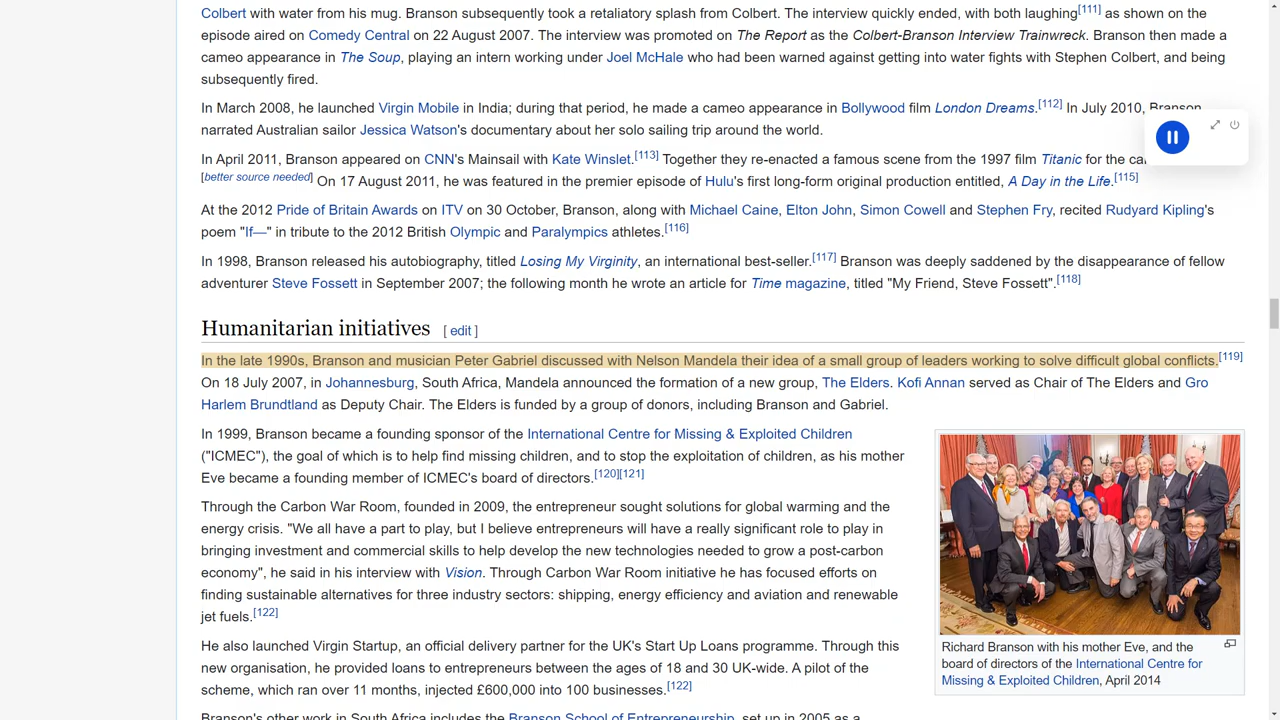 Colbert with water from his mug. Branson subsequently took a retaliatory splash from Colbert. The interview quickly ended, with both laughing[111] as shown on the
episode aired on Comedy Central on 22 August 2007. The interview was promoted on The Report as the Colbert-Branson Interview Trainwreck. Branson then made a
cameo appearance in The Soup, playing an intern working under Joel McHale who had been warned against getting into water fights with Stephen Colbert, and being
subsequently fired.
In March 2008, he launched Virgin Mobile in India; during that period, he made a cameo appearance in Bollywood film London Dreams.[112] In July 2010, Branson
narrated Australian sailor Jessica Watson's documentary about her solo sailing trip around the world.
In April 2011, Branson appeared on CNN's Mainsail with Kate Winslet.[113] Together they re-enacted a famous scene from the 1997 film Titanic for the
[better source needed] On 17 August 2011, he was featured in the premier episode of Hulu's first long-form original production entitled, A Day in the Life.[115]
At the 2012 Pride of Britain Awards on ITV on 30 October, Branson, along with Michael Caine, Elton John, Simon Cowell and Stephen Fry, recited Rudyard Kipling's
poem "If—" in tribute to the 2012 British Olympic and Paralympics athletes.[116]
In 1998, Branson released his autobiography, titled Losing My Virginity, an international best-seller.[117] Branson was deeply saddened by the disappearance of fellow
adventurer Steve Fossett in September 2007; the following month he wrote an article for Time magazine, titled "My Friend, Steve Fossett".[118]
Humanitarian initiatives [ edit ]
In the late 1990s, Branson and musician Peter Gabriel discussed with Nelson Mandela their idea of a small group of leaders working to solve difficult global conflicts.[119]
On 18 July 2007, in Johannesburg, South Africa, Mandela announced the formation of a new group, The Elders. Kofi Annan served as Chair of The Elders and Gro
Harlem Brundtland as Deputy Chair. The Elders is funded by a group of donors, including Branson and Gabriel.
In 1999, Branson became a founding sponsor of the International Centre for Missing & Exploited Children
("ICMEC"), the goal of which is to help find missing children, and to stop the exploitation of children, as his mother
Eve became a founding member of ICMEC's board of directors.[120][121]
Through the Carbon War Room, founded in 2009, the entrepreneur sought solutions for global warming and the
energy crisis. "We all have a part to play, but I believe entrepreneurs will have a really significant role to play in
bringing investment and commercial skills to help develop the new technologies needed to grow a post-carbon
economy", he said in his interview with Vision. Through Carbon War Room initiative he has focused efforts on
finding sustainable alternatives for three industry sectors: shipping, energy efficiency and aviation and renewable
jet fuels.[122]
He also launched Virgin Startup, an official delivery partner for the UK's Start Up Loans programme. Through this
new organisation, he provided loans to entrepreneurs between the ages of 18 and 30 UK-wide. A pilot of the
scheme, which ran over 11 months, injected £600,000 into 100 businesses.[122]
Branson's other work in South Africa includes the Branson School of Entrepreneurship, set up in 2005 as a
Richard Branson with his mother Eve, and the
board of directors of the International Centre for
Missing & Exploited Children, April 2014